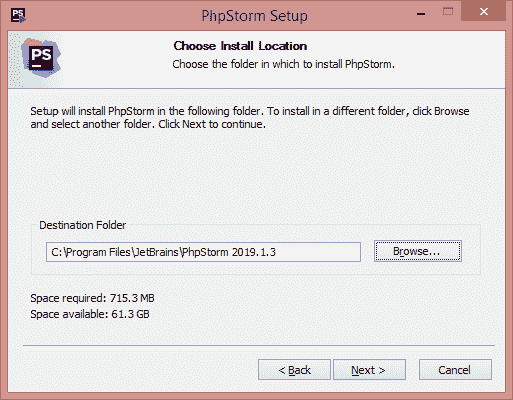 PS
PhpStorm Setup
PS
Choose Install Location
Choose the folder in which to install PhpStorm.
Setup will install PhpStorm in the following folder. To install in a different folder, click Browse
and select another folder. Click Next to continue.
Destination Folder
C:\Program Files\JetBrains\PhpStorm 2019.1.3
Browse...
Space required: 715.3 MB
Space available: 61.3 GB
< Back
Next >
Cancel